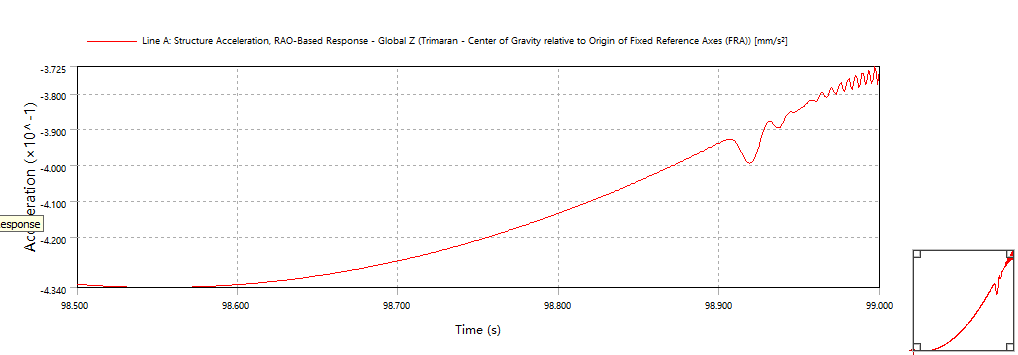 Line A: Structure Acceleration, RAO-Based Response - Global Z (Trimaran - Center of Gravity relative to Origin of Fixed Reference Axes (FRA)) [mm/s²]
-3.725
-3.800
-3.900
-4.000
-4.100
-4.200
-4.340
Acceleration (×10^-1)
esponse
98.500 98.600 98.700 98.800 98.900 99.000
Time (s)